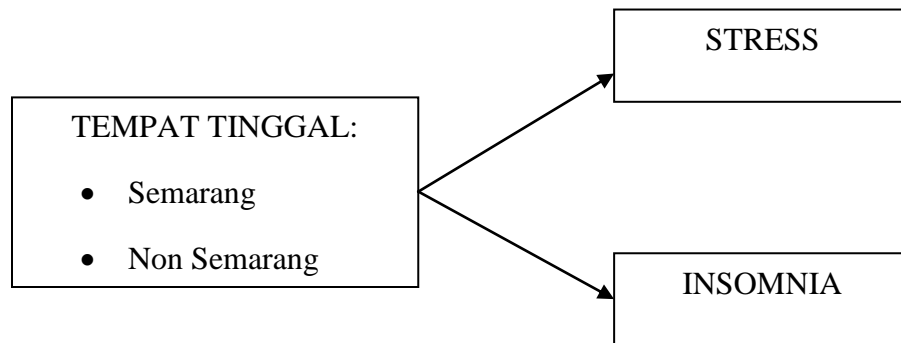 STRESS
TEMPAT TINGGAL:
• Semarang
• Non Semarang
INSOMNIA